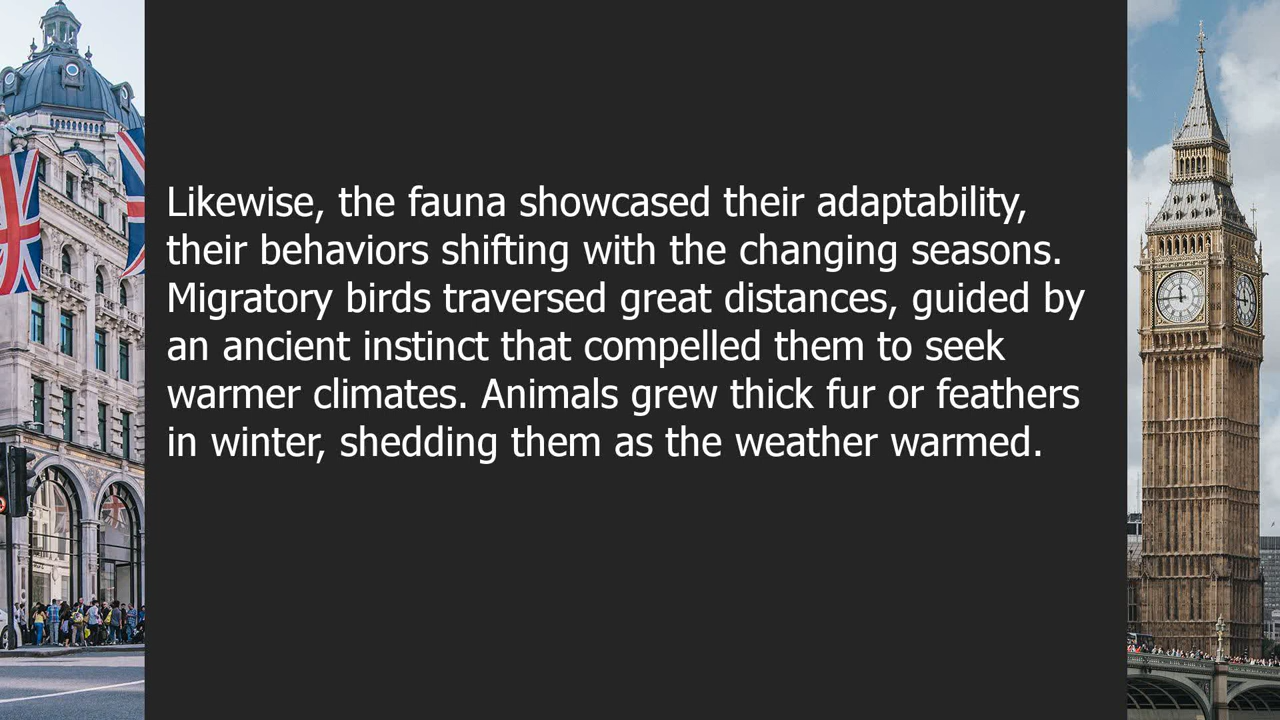 Likewise, the fauna showcased their adaptability,
their behaviors shifting with the changing seasons.
Migratory birds traversed great distances, guided by
an ancient instinct that compelled them to seek
warmer climates. Animals grew thick fur or feathers
in winter, shedding them as the weather warmed.